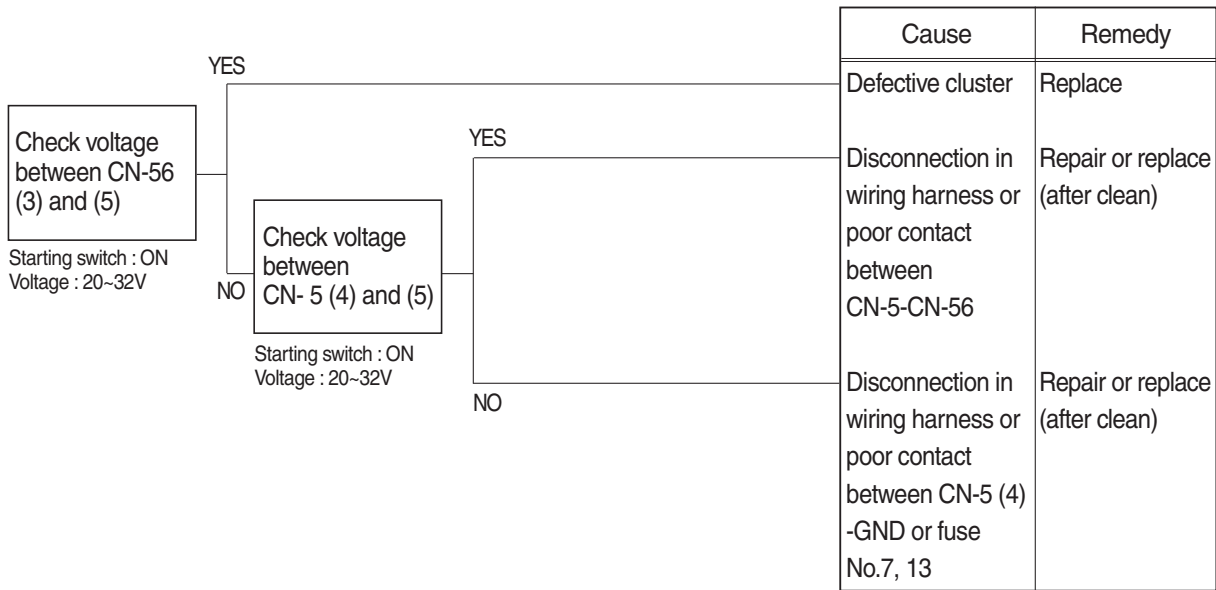 Cause
Remedy
YES
Defective cluster
Replace
Check voltage
between CN-56
(3) and (5)
Starting switch : ON
Voltage : 20~32V
NO
YES
Check voltage
between
CN- 5 (4) and (5)
Starting switch : ON
Voltage : 20~32V
Disconnection in
wiring harness or
poor contact
between
CN-5-CN-56
Repair or replace
(after clean)
NO
Disconnection in
wiring harness or
poor contact
between CN-5 (4)
-GND or fuse
No.7, 13
Repair or replace
(after clean)